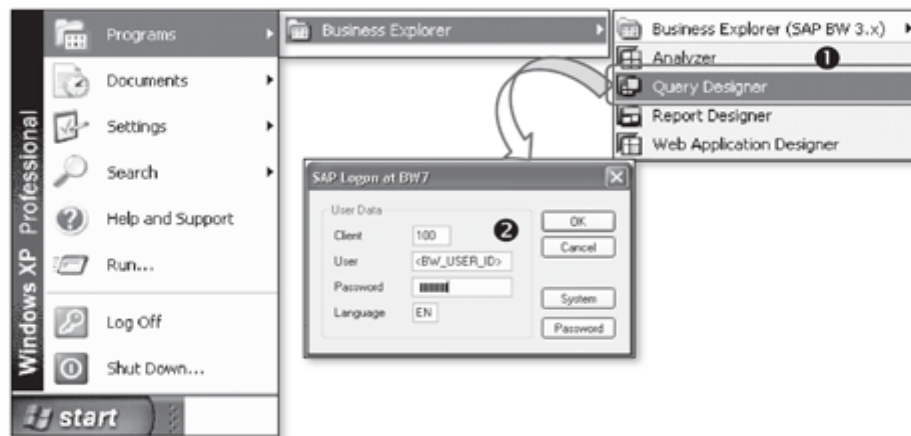 Programs
Documents
Settings
Search
Help and Support
Run...
Log Off
Shut Down...
Windows XP Professional
start
Business Explorer
Business Explorer (SAP BW 3.x)
Analyzer
❶
Query Designer
Report Designer
Web Application Designer
SAP Logon at BW7
User Data
❷
Client 100
User <BW_USER_ID>
Password
Language EN
OK
Cancel
System
Password